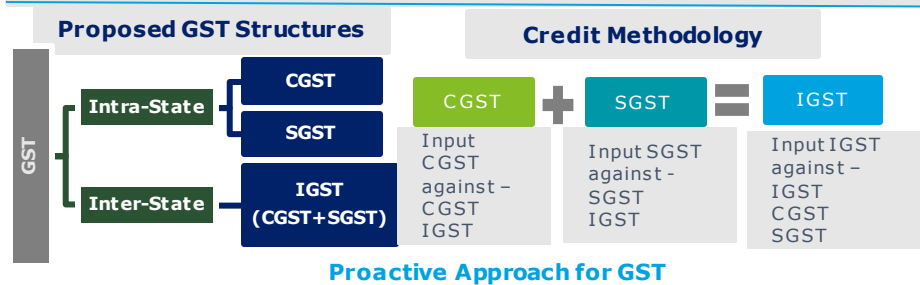 Proposed GST Structures
Credit Methodology
GST
Intra-State
CGST
SGST
Inter-State
IGST
(CGST+SGST)
CGST
SGST
IGST
Input
CGST
against –
CGST
IGST
Input SGST
against -
SGST
IGST
Input IGST
against –
IGST
CGST
SGST
Proactive Approach for GST